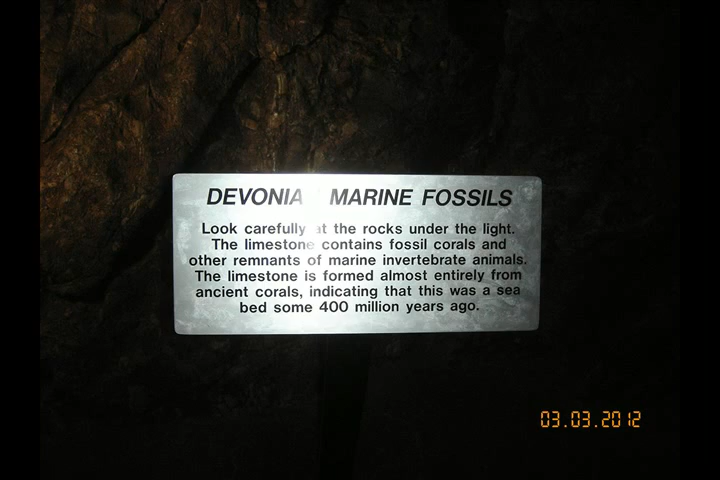 DEVONIA MARINE FOSSILS
Look carefully at the rocks under the light.
The limestone contains fossil corals and
other remnants of marine invertebrate animals.
The limestone is formed almost entirely from
ancient corals, indicating that this was a sea
bed some 400 million years ago.
03.03.2012